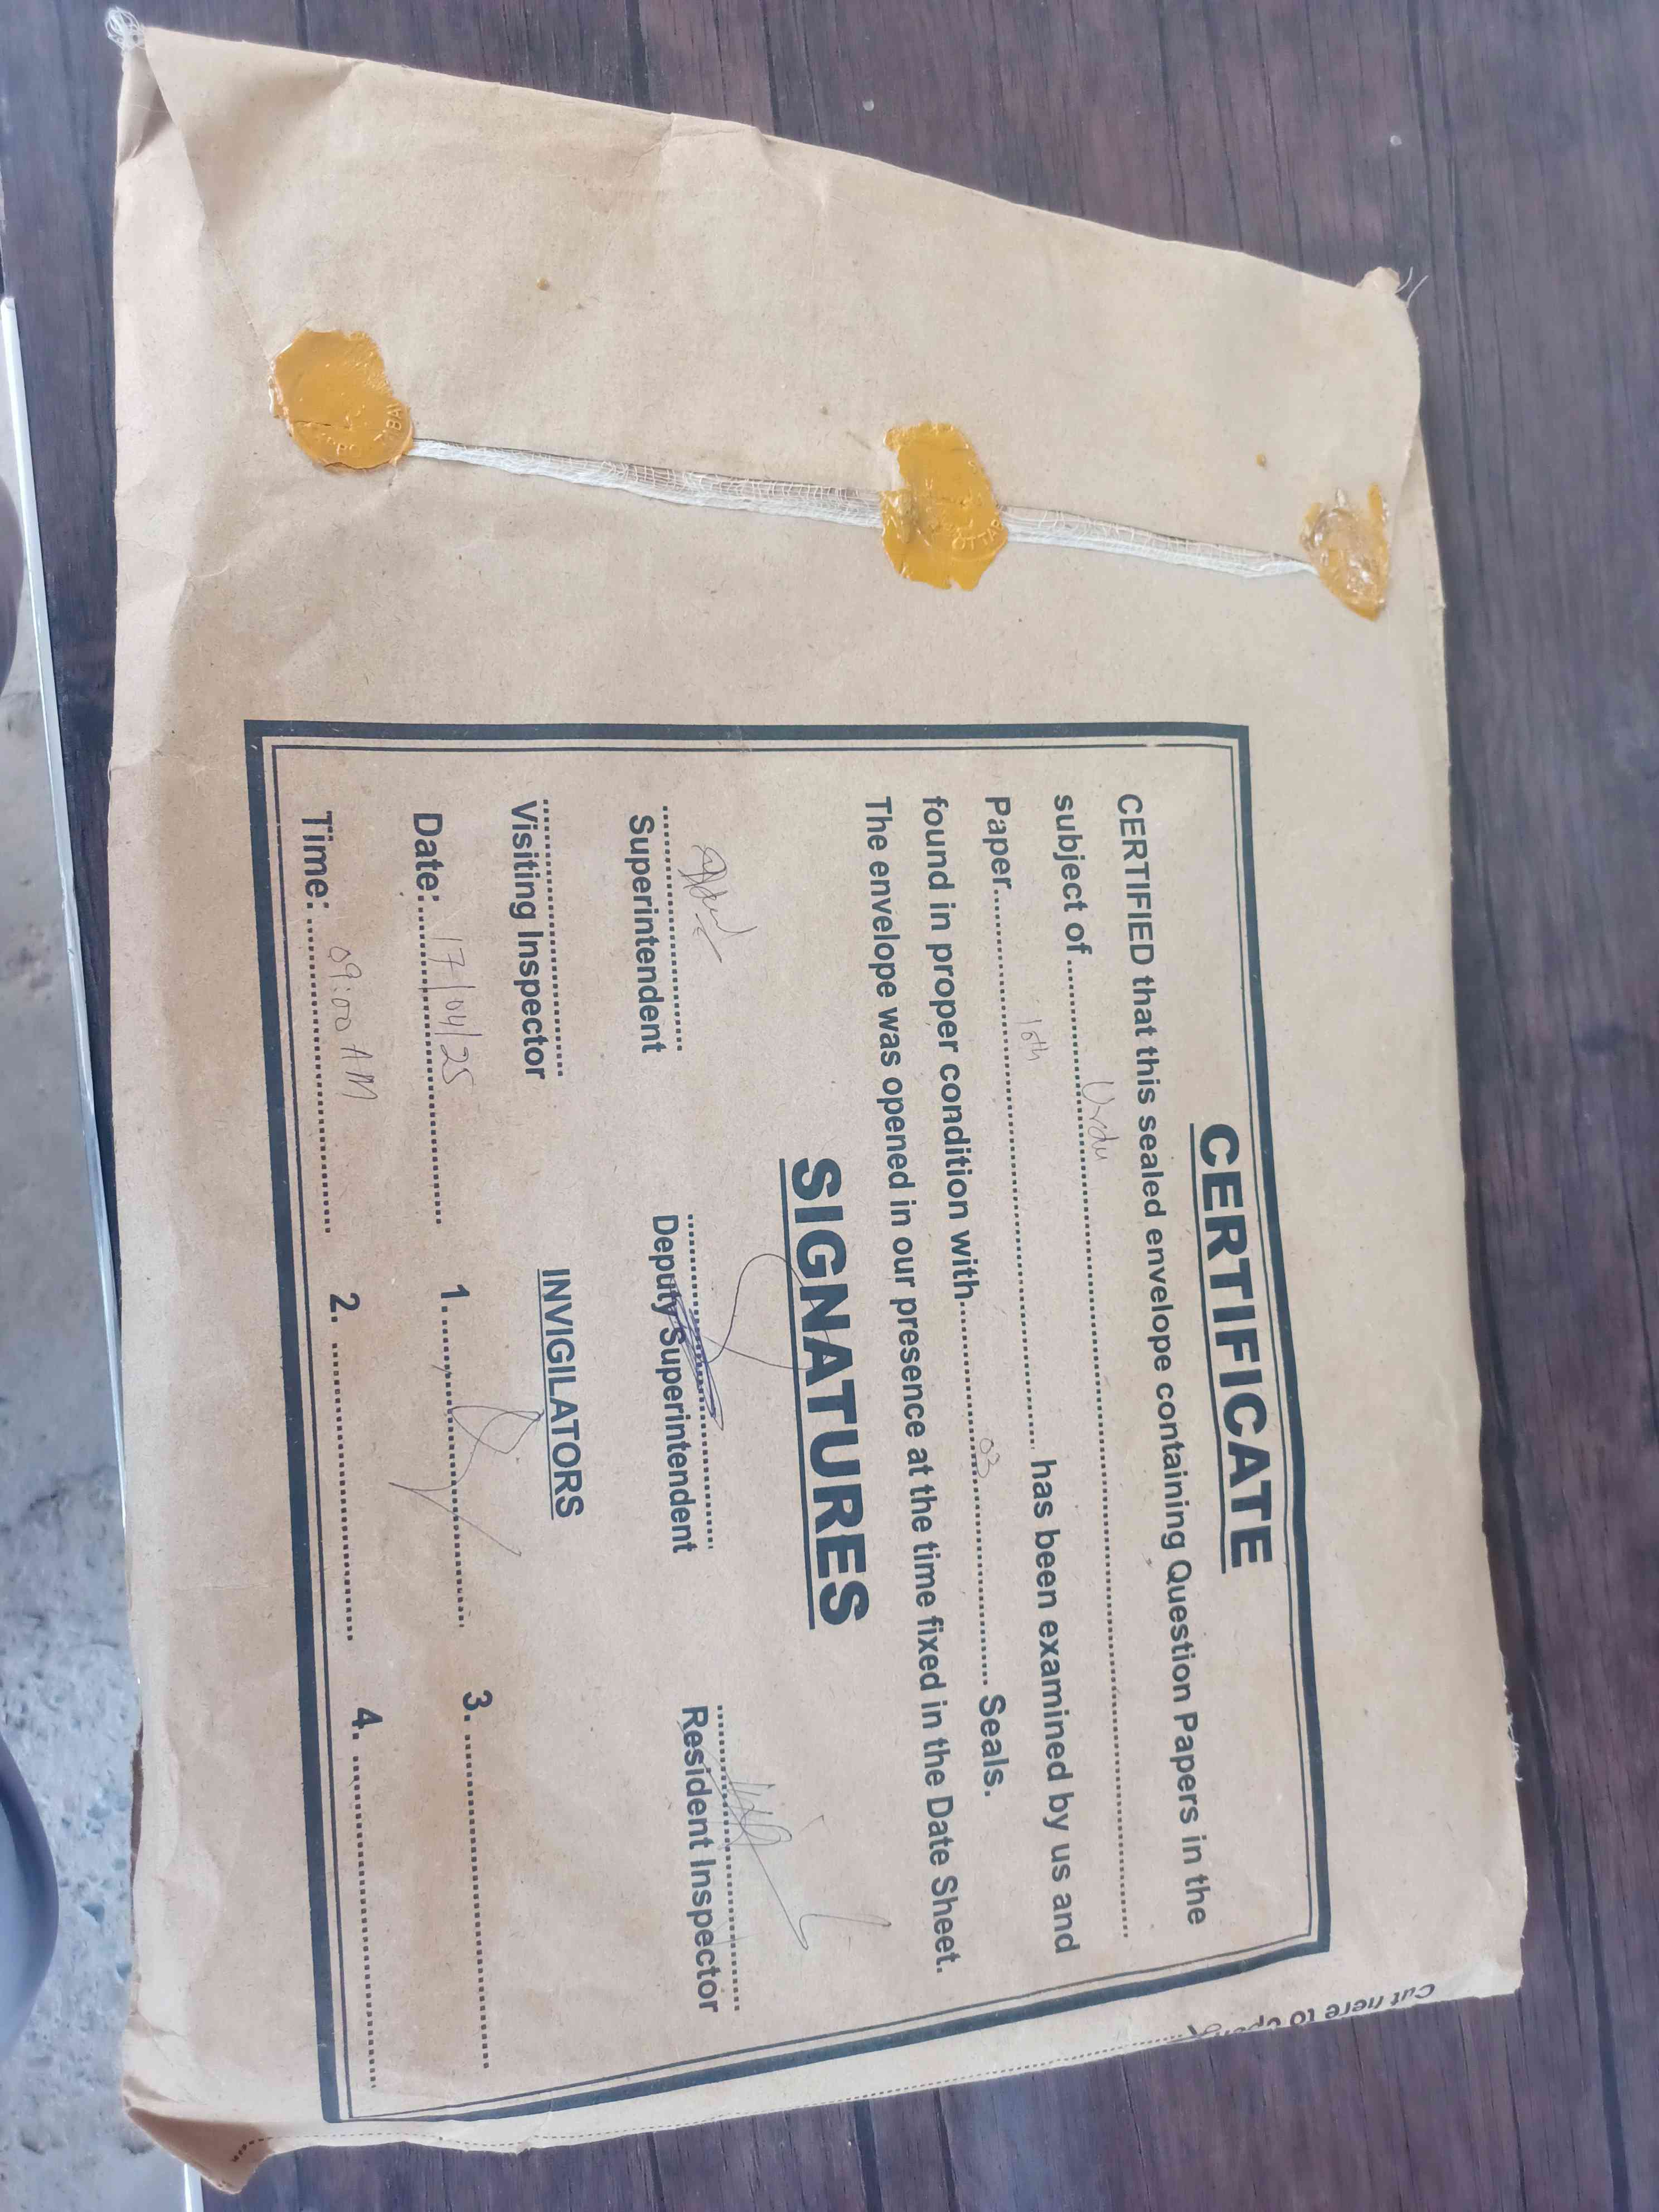 CERTIFICATE
CERTIFIED that this sealed envelope containing Question Papers in the
subject of.......... Urdu ..........
Paper.......... 10th .......... has been examined by us and
found in proper condition with.......... 03 .......... Seals.
The envelope was opened in our presence at the time fixed in the Date Sheet.
SIGNATURES
Superintendent Deputy Superintendent Resident Inspector
Visiting Inspector INVIGILATORS
Date:.......... 17/04/25 1. .......... 3. ..........
Time: .......... 09:00 AM 2. .......... 4. ..........
Cut here to open